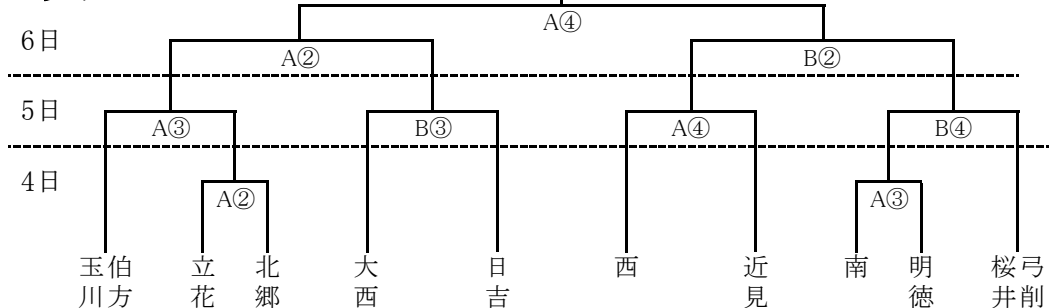 A④
6日
A② B②
5日
A③ B③ A④ B④
4日
A② A③
玉川 伯方 立花 北郷 大西 日吉 西 近見 南 明徳 桜井 弓削